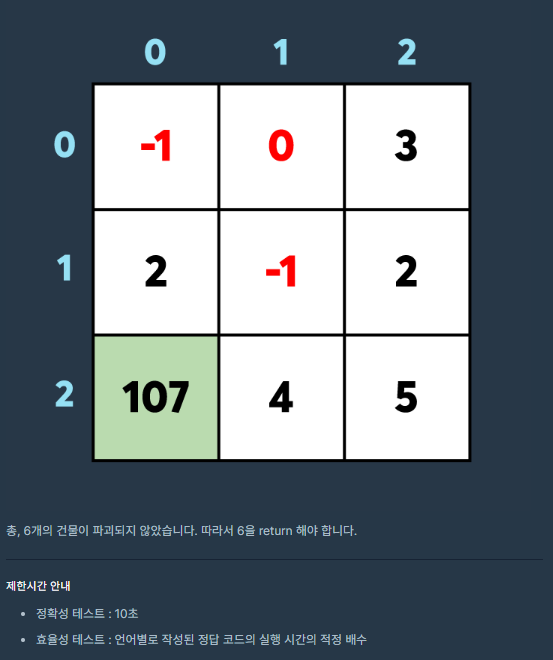 0 1 2
0 -1 0 3
1 2 -1 2
2 107 4 5
총, 6개의 건물이 파괴되지 않았습니다. 따라서 6을 return 해야 합니다.
제한시간 안내
• 정확성 테스트 : 10초
• 효율성 테스트 : 언어별로 작성된 정답 코드의 실행 시간의 적정 배수